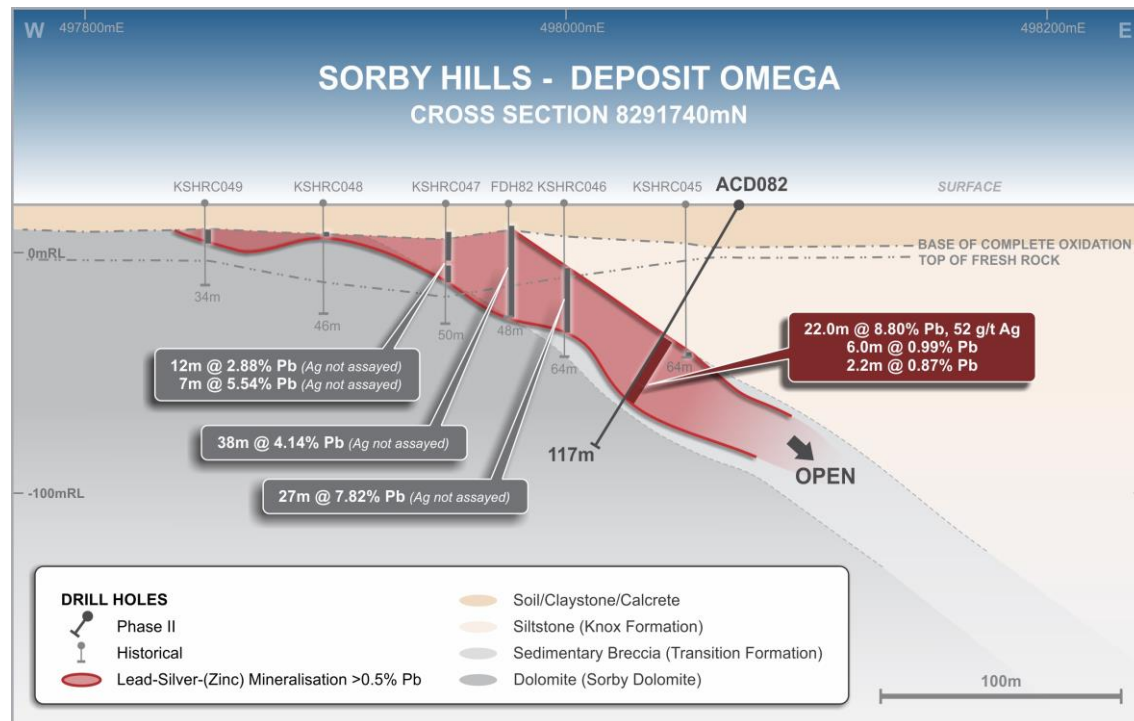 W 497800mE 498000mE 498200mE E
SORBY HILLS - DEPOSIT OMEGA
CROSS SECTION 8291740mN
KSHRC049 KSHRC048 KSHRC047 FDH82 KSHRC046 KSHRC045 ACD082 SURFACE
0mRL
BASE OF COMPLETE OXIDATION
TOP OF FRESH ROCK
34m
46m
50m
48m
64m
64m
22.0m @ 8.80% Pb, 52 g/t Ag
6.0m @ 0.99% Pb
2.2m @ 0.87% Pb
12m @ 2.88% Pb (Ag not assayed)
7m @ 5.54% Pb (Ag not assayed)
38m @ 4.14% Pb (Ag not assayed)
117m
OPEN
27m @ 7.82% Pb (Ag not assayed)
-100mRL
DRILL HOLES
Phase II
Historical
Lead-Silver-(Zinc) Mineralisation >0.5% Pb
Soil/Claystone/Calcrete
Siltstone (Knox Formation)
Sedimentary Breccia (Transition Formation)
Dolomite (Sorby Dolomite)
100m